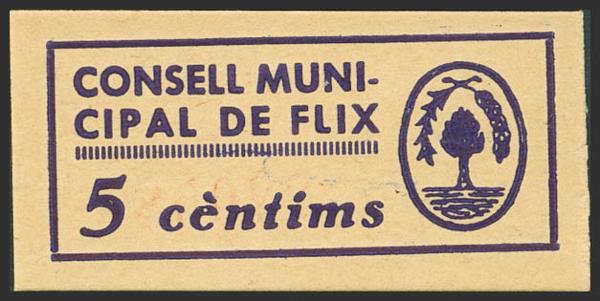 CONSELL MUNI-
CIPAL DE FLIX
5 cèntims